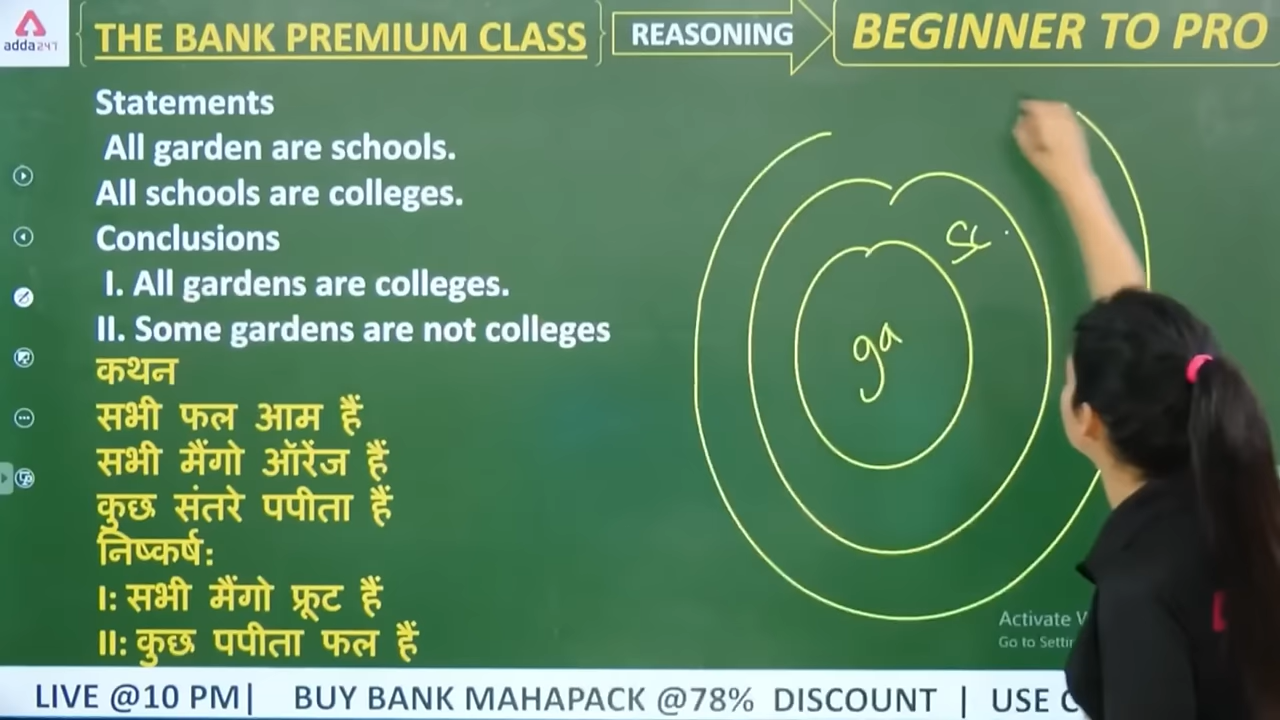 adda247
THE BANK PREMIUM CLASS
REASONING
BEGINNER TO PRO
Statements
All garden are schools.
All schools are colleges.
Conclusions
I. All gardens are colleges.
II. Some gardens are not colleges
कथन
सभी फल आम हैं
सभी मैंगो ऑरेंज हैं
कुछ संतरे पपीता हैं
निष्कर्ष:
I: सभी मैंगो फ्रूट हैं
II: कुछ पपीता फल हैं
Sc
ga
Activate
Go to
LIVE @10 PM| BUY BANK MAHAPACK @78% DISCOUNT | USE